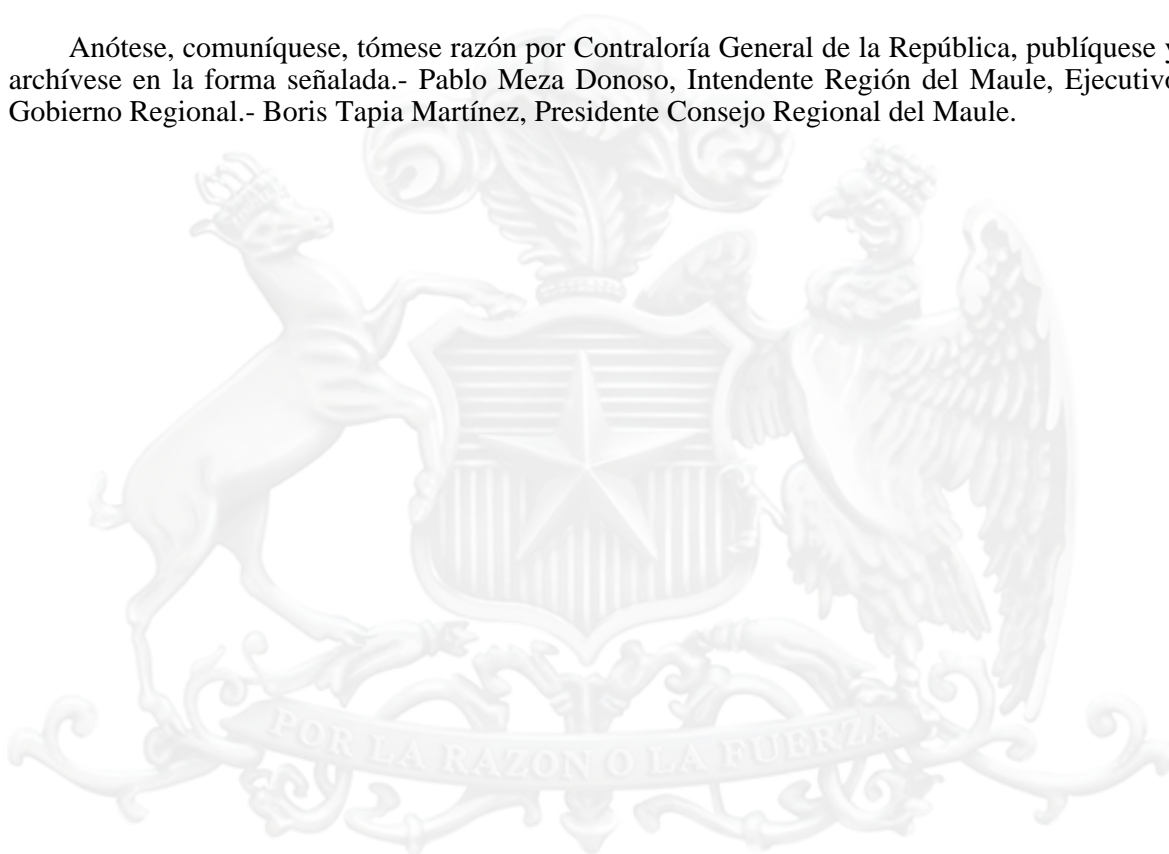 Anótese, comuníquese, tómese razón por Contraloría General de la República, publíquese y
archívese en la forma señalada.- Pablo Meza Donoso, Intendente Región del Maule, Ejecutivo
Gobierno Regional.- Boris Tapia Martínez, Presidente Consejo Regional del Maule.
POR LA RAZON O LA FUERZA